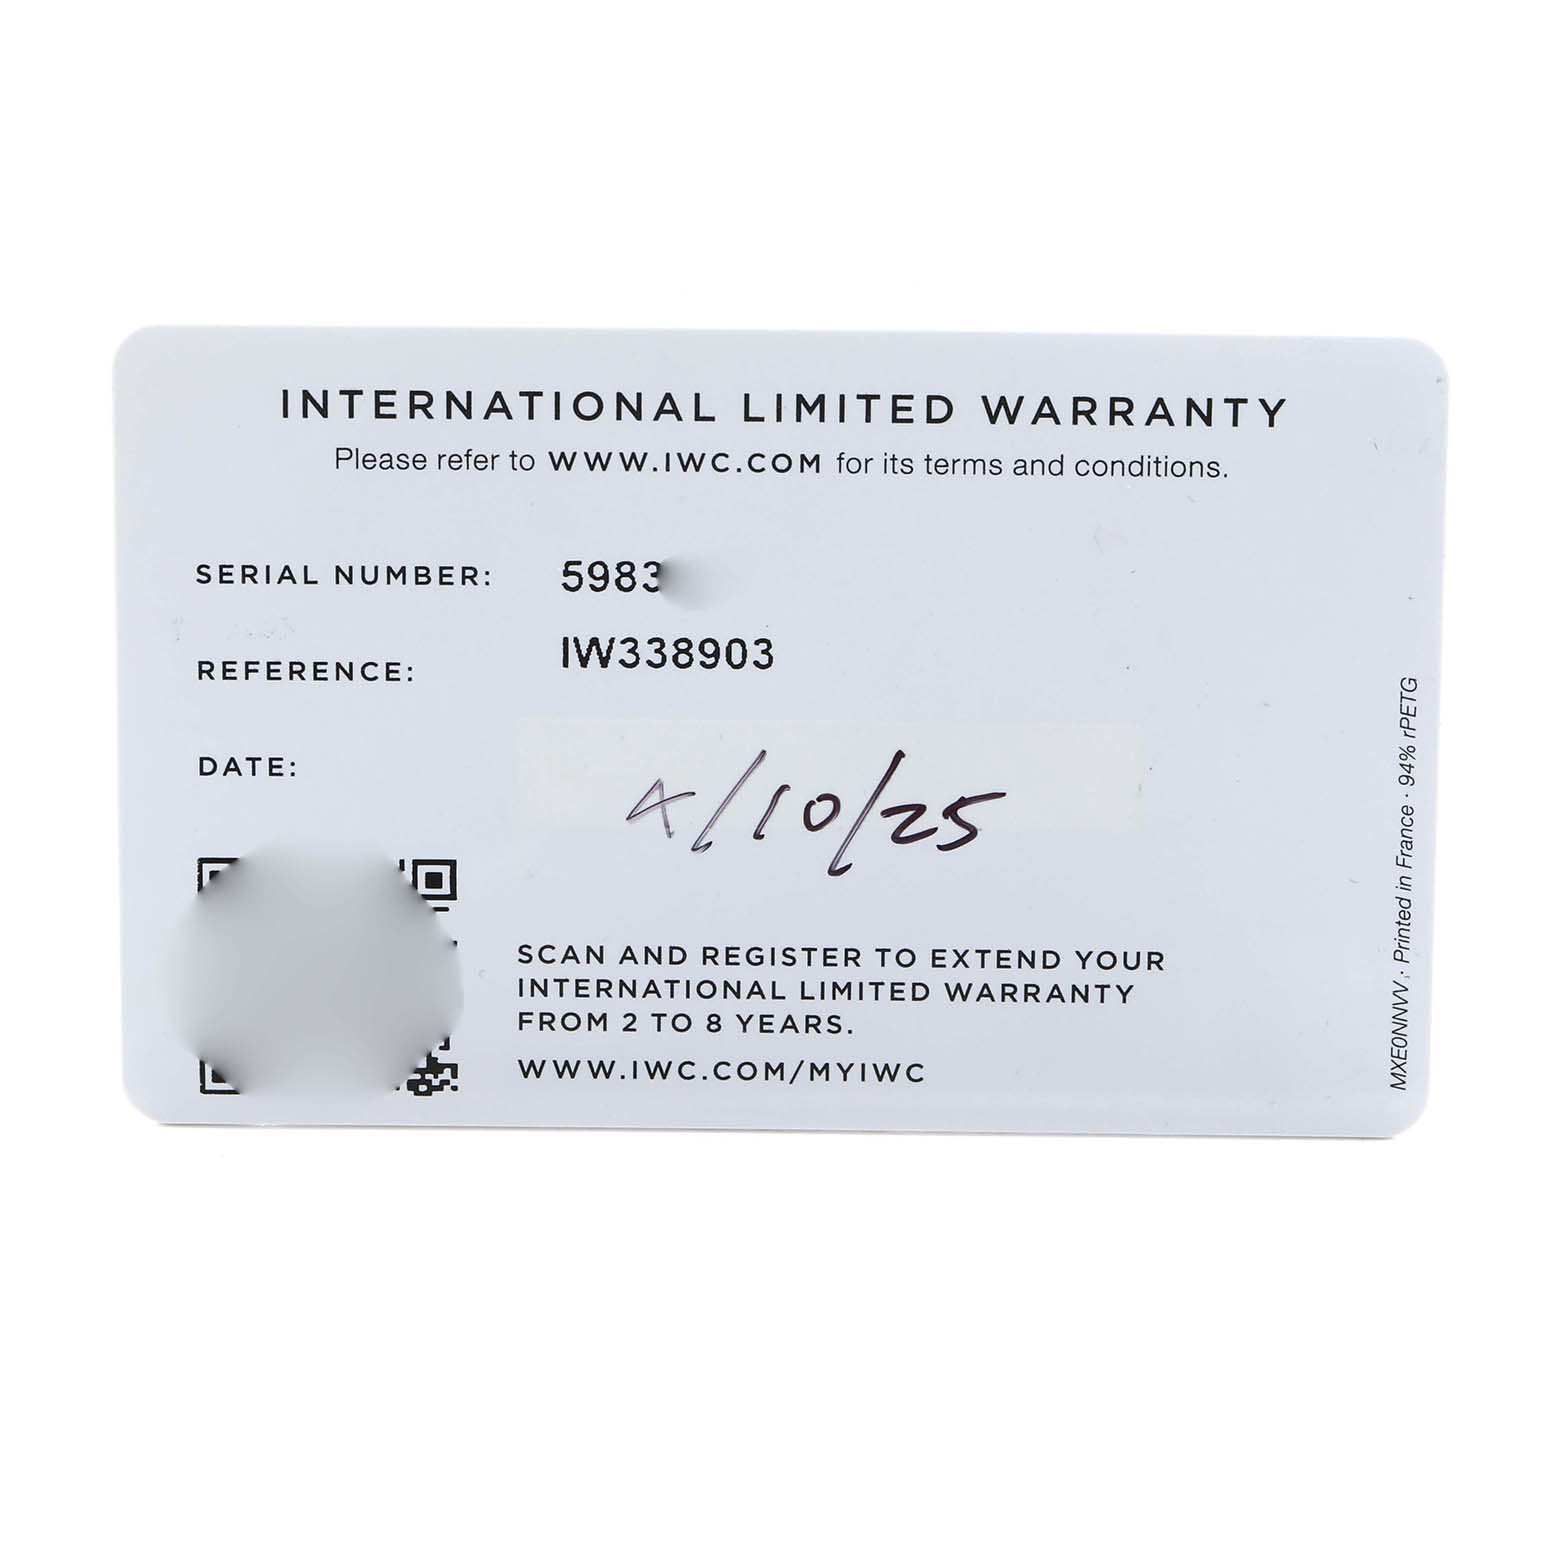 INTERNATIONAL LIMITED WARRANTY
Please refer to WWW.IWC.COM for its terms and conditions.
SERIAL NUMBER: 5983
REFERENCE: IW338903
DATE: 4/10/25
SCAN AND REGISTER TO EXTEND YOUR
INTERNATIONAL LIMITED WARRANTY
FROM 2 TO 8 YEARS.
WWW.IWC.COM/MYIWC
MXE0NNVV.; Printed in France · 94% rPETG